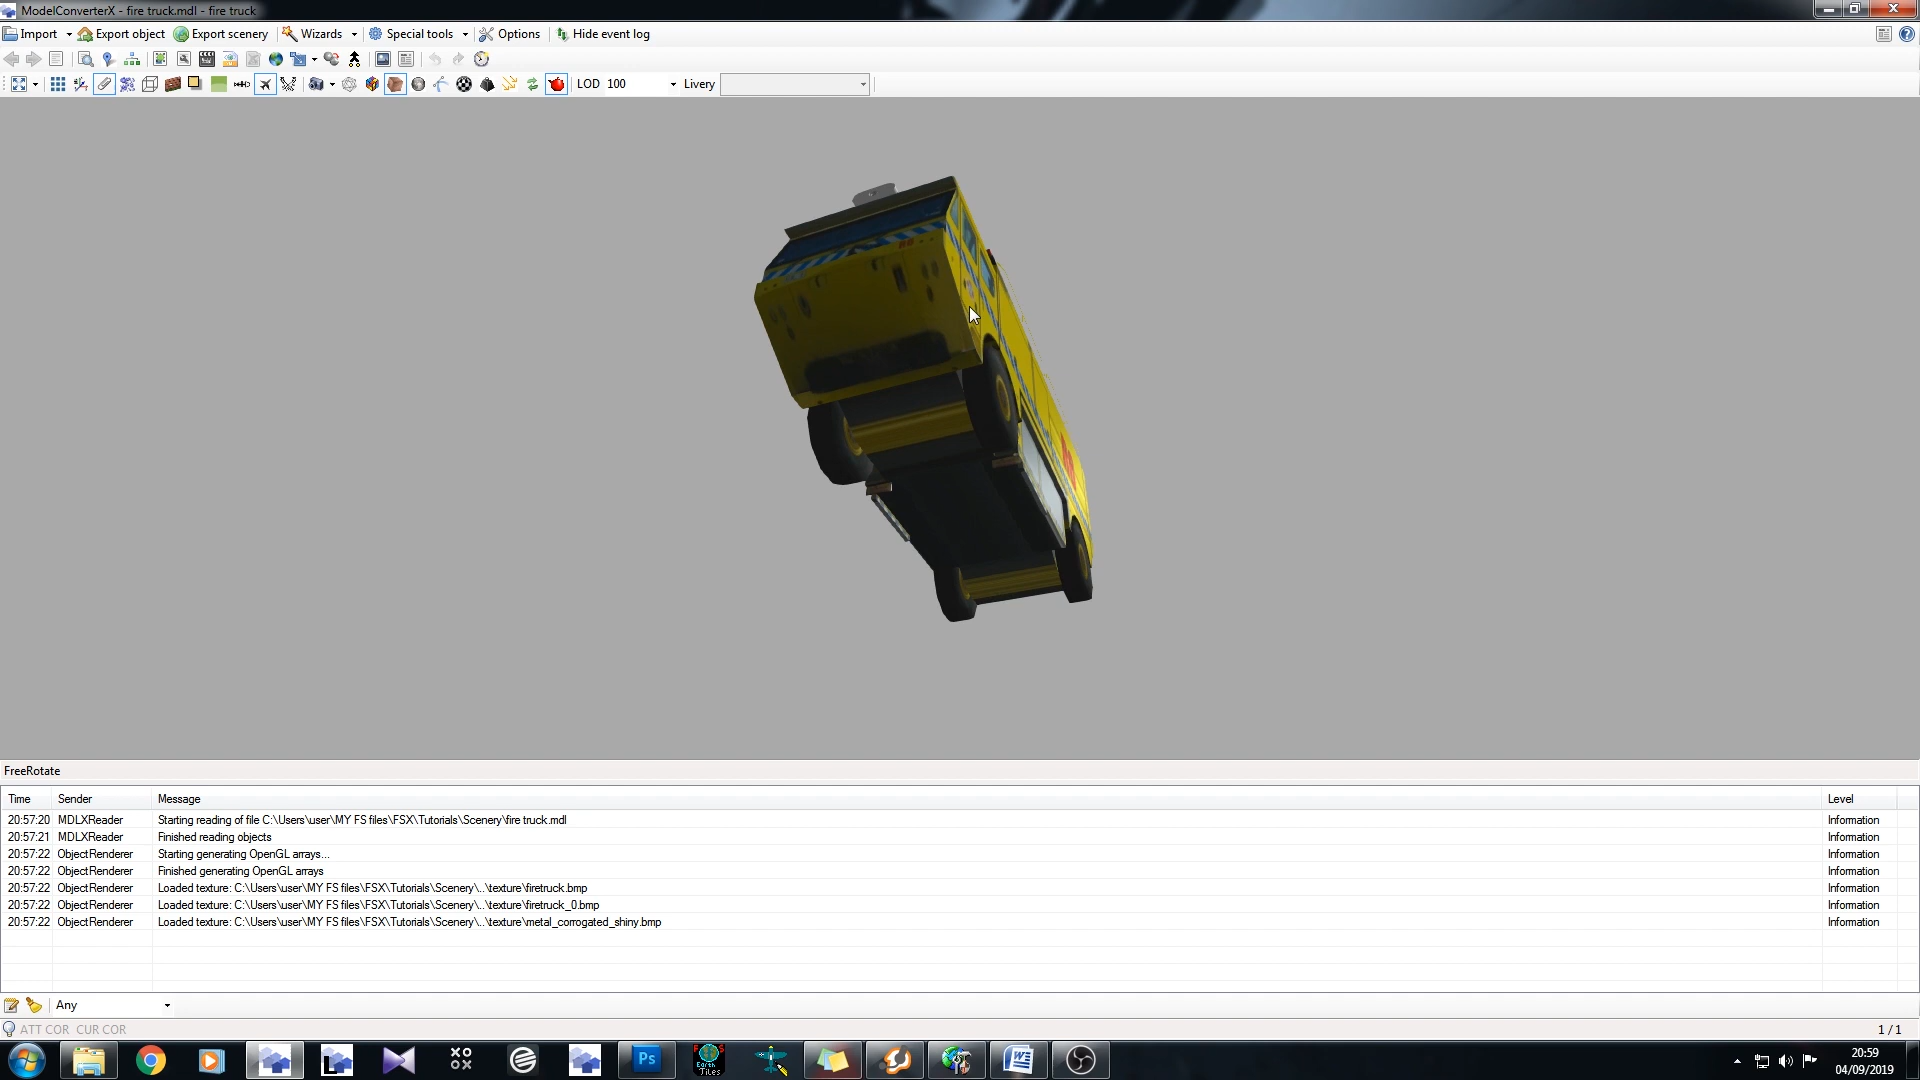 ModelConverterX - fire truck.mdl - fire truck
Import Export object Export scenery Wizards Special tools Options Hide event log
LOD 100 Livery
FreeRotate
Time Sender Message Level
20:57:20 MDLXReader Starting reading of file C:\Users\user\MY FS files\FSX\Tutorials\Scenery\fire truck.mdl Information
20:57:21 MDLXReader Finished reading objects Information
20:57:22 ObjectRenderer Starting generating OpenGL arrays... Information
20:57:22 ObjectRenderer Finished generating OpenGL arrays Information
20:57:22 ObjectRenderer Loaded texture: C:\Users\user\MY FS files\FSX\Tutorials\Scenery\..\texture\firetruck.bmp Information
20:57:22 ObjectRenderer Loaded texture: C:\Users\user\MY FS files\FSX\Tutorials\Scenery\..\texture\firetruck_0.bmp Information
20:57:22 ObjectRenderer Loaded texture: C:\Users\user\MY FS files\FSX\Tutorials\Scenery\..\texture\metal_corrogated_shiny.bmp Information
Any
ATT COR CUR COR 1 / 1
Ps
Earth Tiles
20:59
04/09/2019